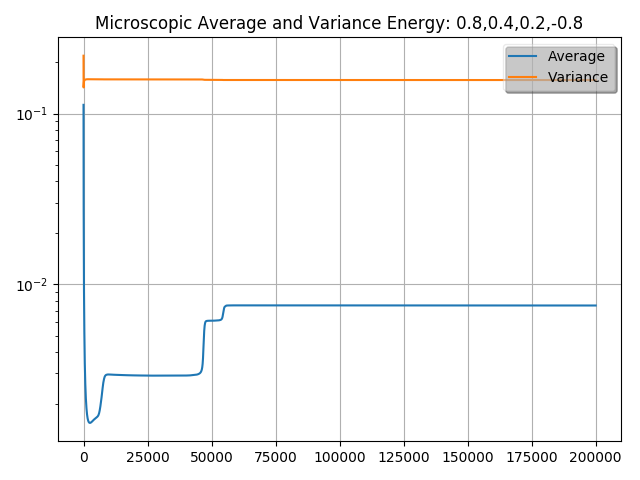 Microscopic Average and Variance Energy: 0.8,0.4,0.2,-0.8
Average
Variance
10⁻¹
10⁻²
0 25000 50000 75000 100000 125000 150000 175000 200000